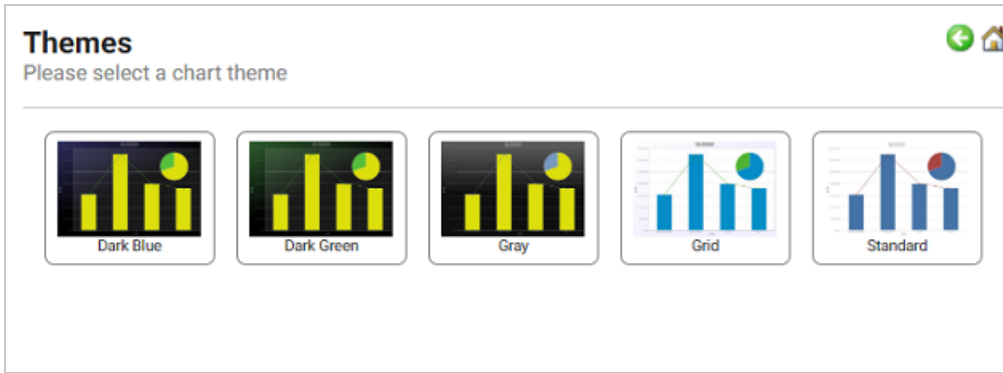 Themes
Please select a chart theme
Dark Blue
Dark Green
Gray
Grid
Standard